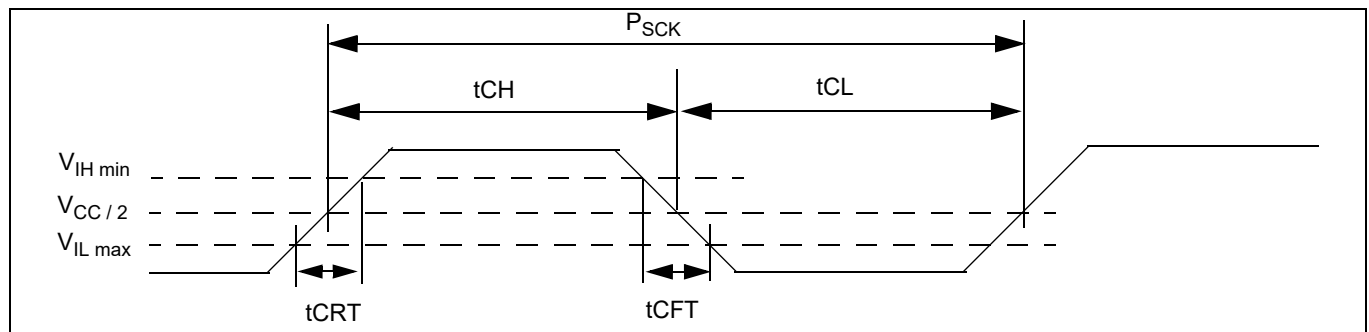 PSCK
tCH
tCL
VIH min
VCC / 2
VIL max
tCRT
tCFT